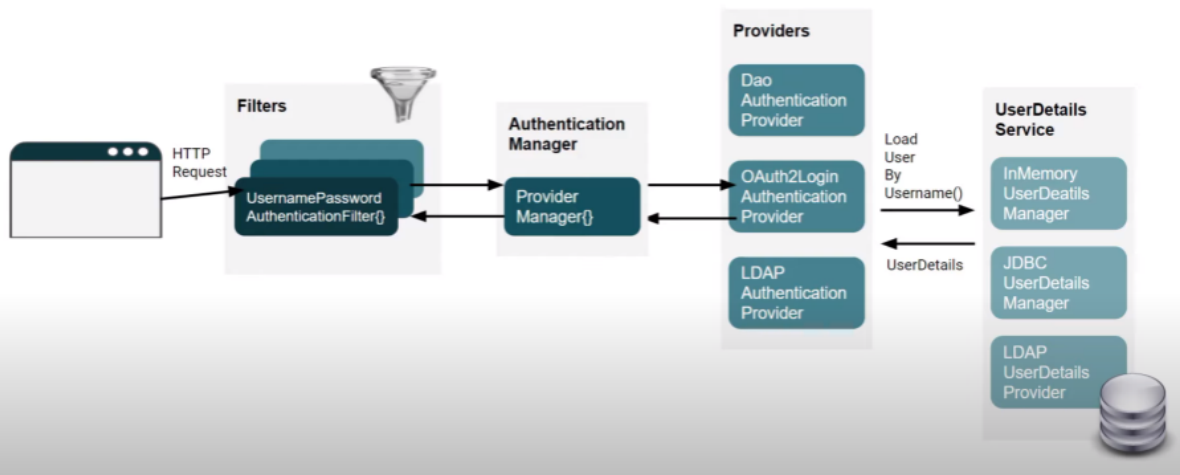 HTTP
Request
Filters
UsernamePassword
AuthenticationFilter{}
Authentication
Manager
Provider
Manager{}
Providers
Dao
Authentication
Provider
OAuth2Login
Authentication
Provider
LDAP
Authentication
Provider
Load
User
By
Username()
UserDetails
UserDetails
Service
InMemory
UserDeatils
Manager
JDBC
UserDetails
Manager
LDAP
UserDetails
Provider